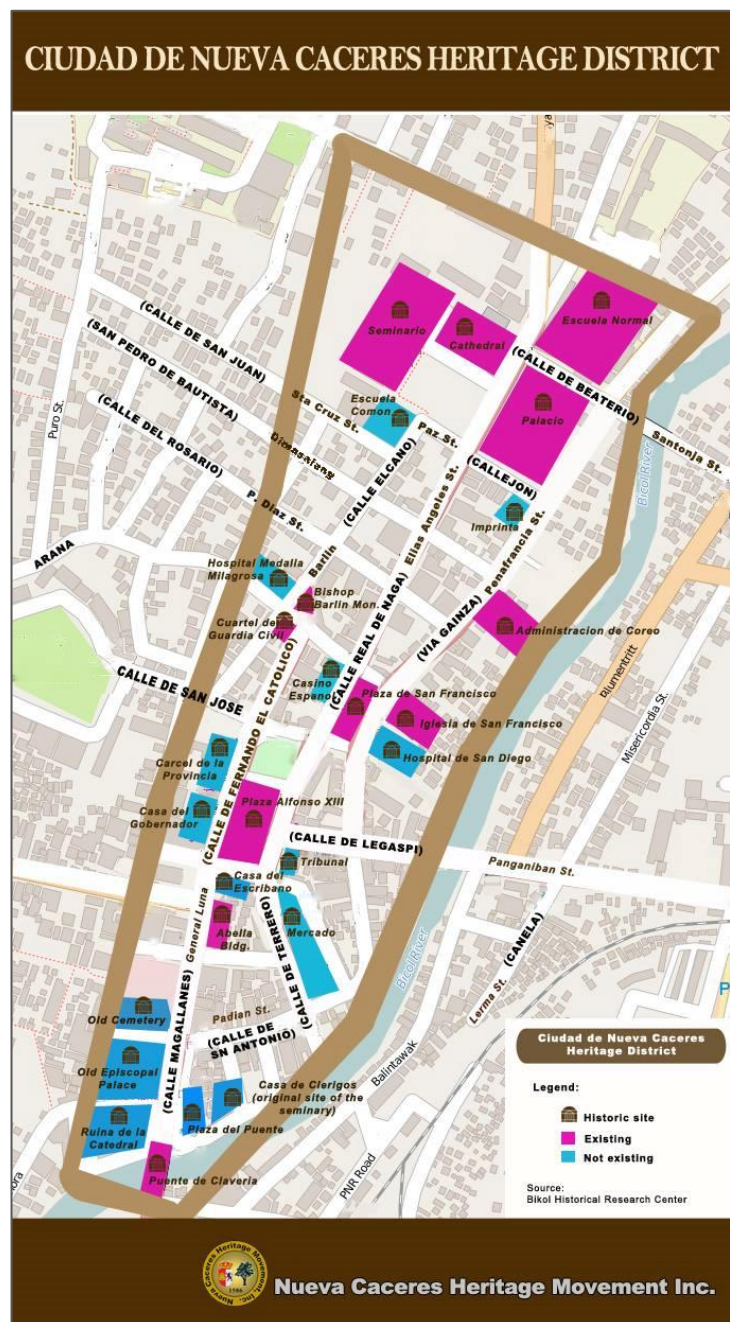 CIUDAD DE NUEVA CACERES HERITAGE DISTRICT
Seminario
Cathedral
Escuela Normal
(CALLE DE SAN JUAN)
(SAN PEDRO DE BAUTISTA)
(CALLE DEL ROSARIO)
Puro St.
(CALLE DE BEATERIO)
Escuela
Comon.
Palacio
Sta Cruz St.
Paz St.
Santonja St.
Dimasalang
(CALLE ELCANO)
(CALLEJON)
Bicol River
P. Diaz St.
Elias Angeles St.
Imprinta
Penafrancia St.
ARANA
Barlin
Hospital Medalla
Milagrosa
Bishop
Barlin Mon.
Cuartel de
Guardia Civil
(CALLE REAL DE NAGA)
(VIA GAINZA)
Administracion de Coreo
Blumentritt
CALLE DE SAN JOSE
Casino
Espanol
Plaza de San Francisco
Iglesia de San Francisco
Misericordia St.
Hospital de San Diego
Carcel de la
Provincia
(CALLE DE FERNANDO EL CATOLICO)
Casa del
Gobernador
Plaza Alfonso XIII
(CALLE DE LEGASPI)
Panganiban St.
Tribunal
Casa del
Escribano
General Luna
Abella
Bldg.
Mercado
(CALLE DE TERRERO)
(CANELA)
Bicol River
Lerma St.
P
Old Cemetery
Padian St.
(CALLE DE
SN ANTONIO)
(CALLE MAGALLANES)
Old Episcopal
Palace
Balintawak
Casa de Clerigos
(original site of the
seminary)
Ruina de la
Catedral
Plaza del Puente
Puente de Claveria
PNR Road
Ciudad de Nueva Caceres
Heritage District
Legend:
Historic site
Existing
Not existing
Source:
Bikol Historical Research Center
Nueva Caceres Heritage Movement, Inc.
Nueva Caceres Heritage Movement Inc.